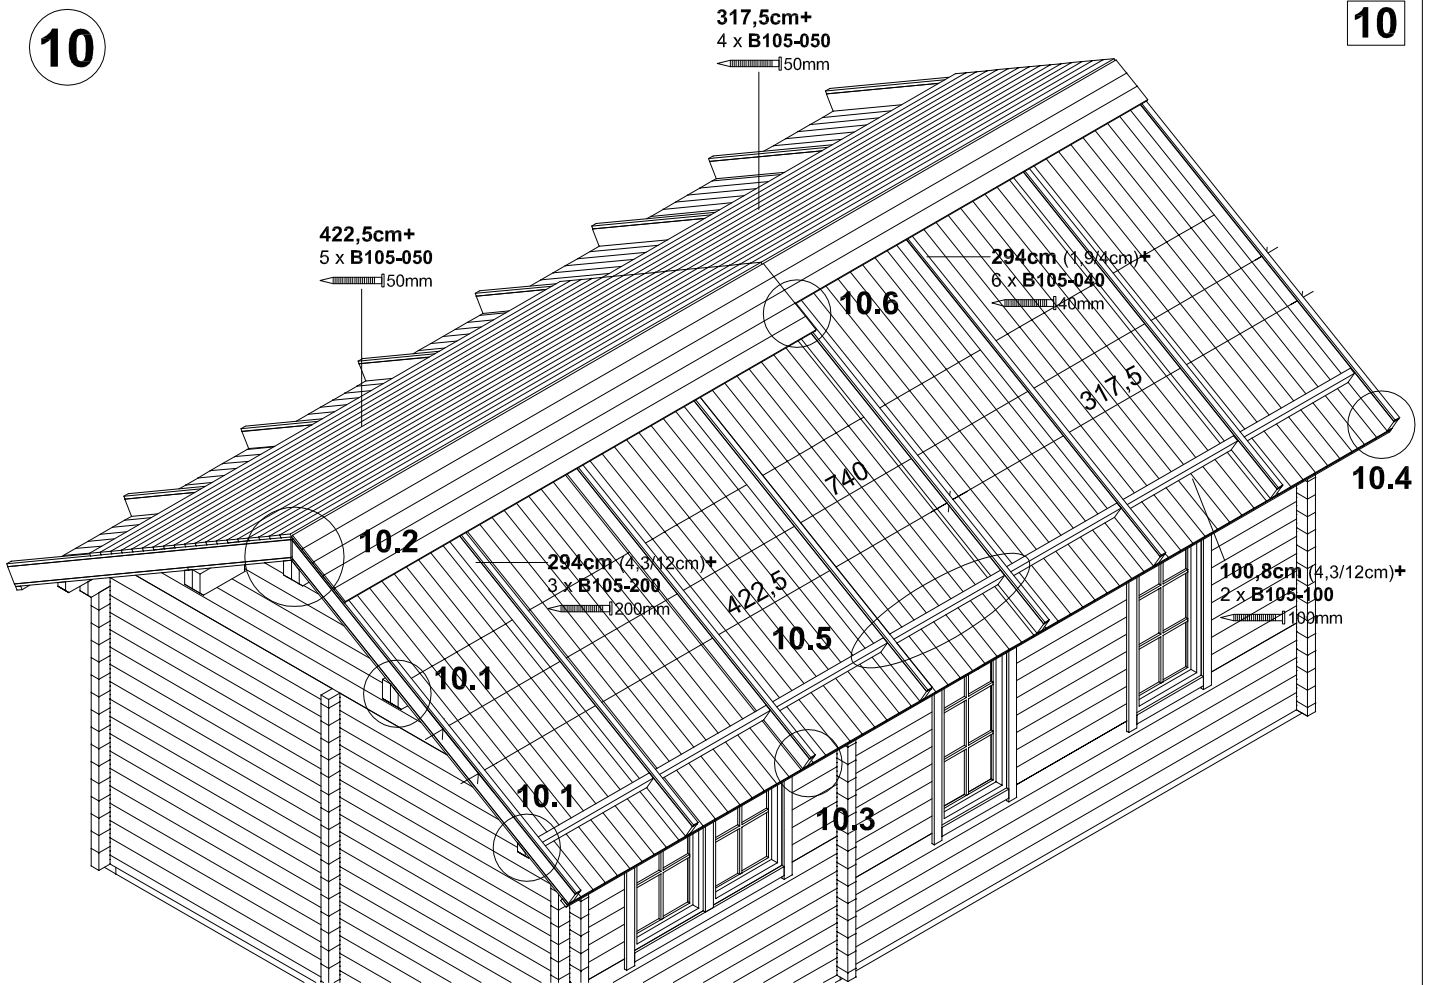 10
10
317,5cm+
4 x B105-050
50mm
422,5cm+
5 x B105-050
50mm
294cm (1,9/4cm)+
6 x B105-040
40mm
10.6
317,5
10.4
740
10.2
294cm (4,3/12cm)+
3 x B105-200
200mm
422,5
10.5
100,8cm (4,3/12cm)+
2 x B105-100
100mm
10.1
10.1
10.3